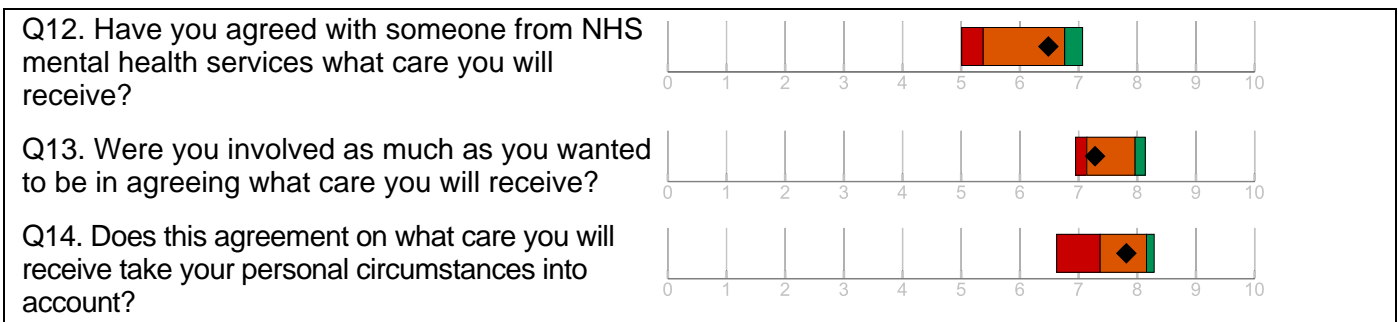 Q12. Have you agreed with someone from NHS
mental health services what care you will
receive?
0 1 2 3 4 5 6 7 8 9 10
Q13. Were you involved as much as you wanted
to be in agreeing what care you will receive?
0 1 2 3 4 5 6 7 8 9 10
Q14. Does this agreement on what care you will
receive take your personal circumstances into
account?
0 1 2 3 4 5 6 7 8 9 10